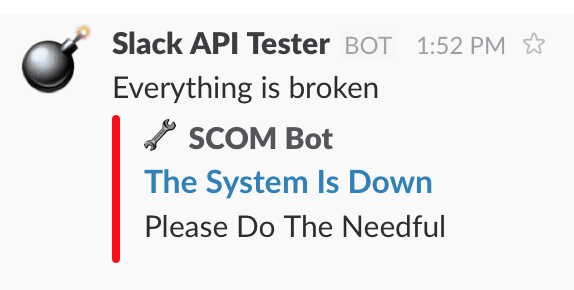 Slack API Tester BOT 1:52 PM
Everything is broken
SCOM Bot
The System Is Down
Please Do The Needful